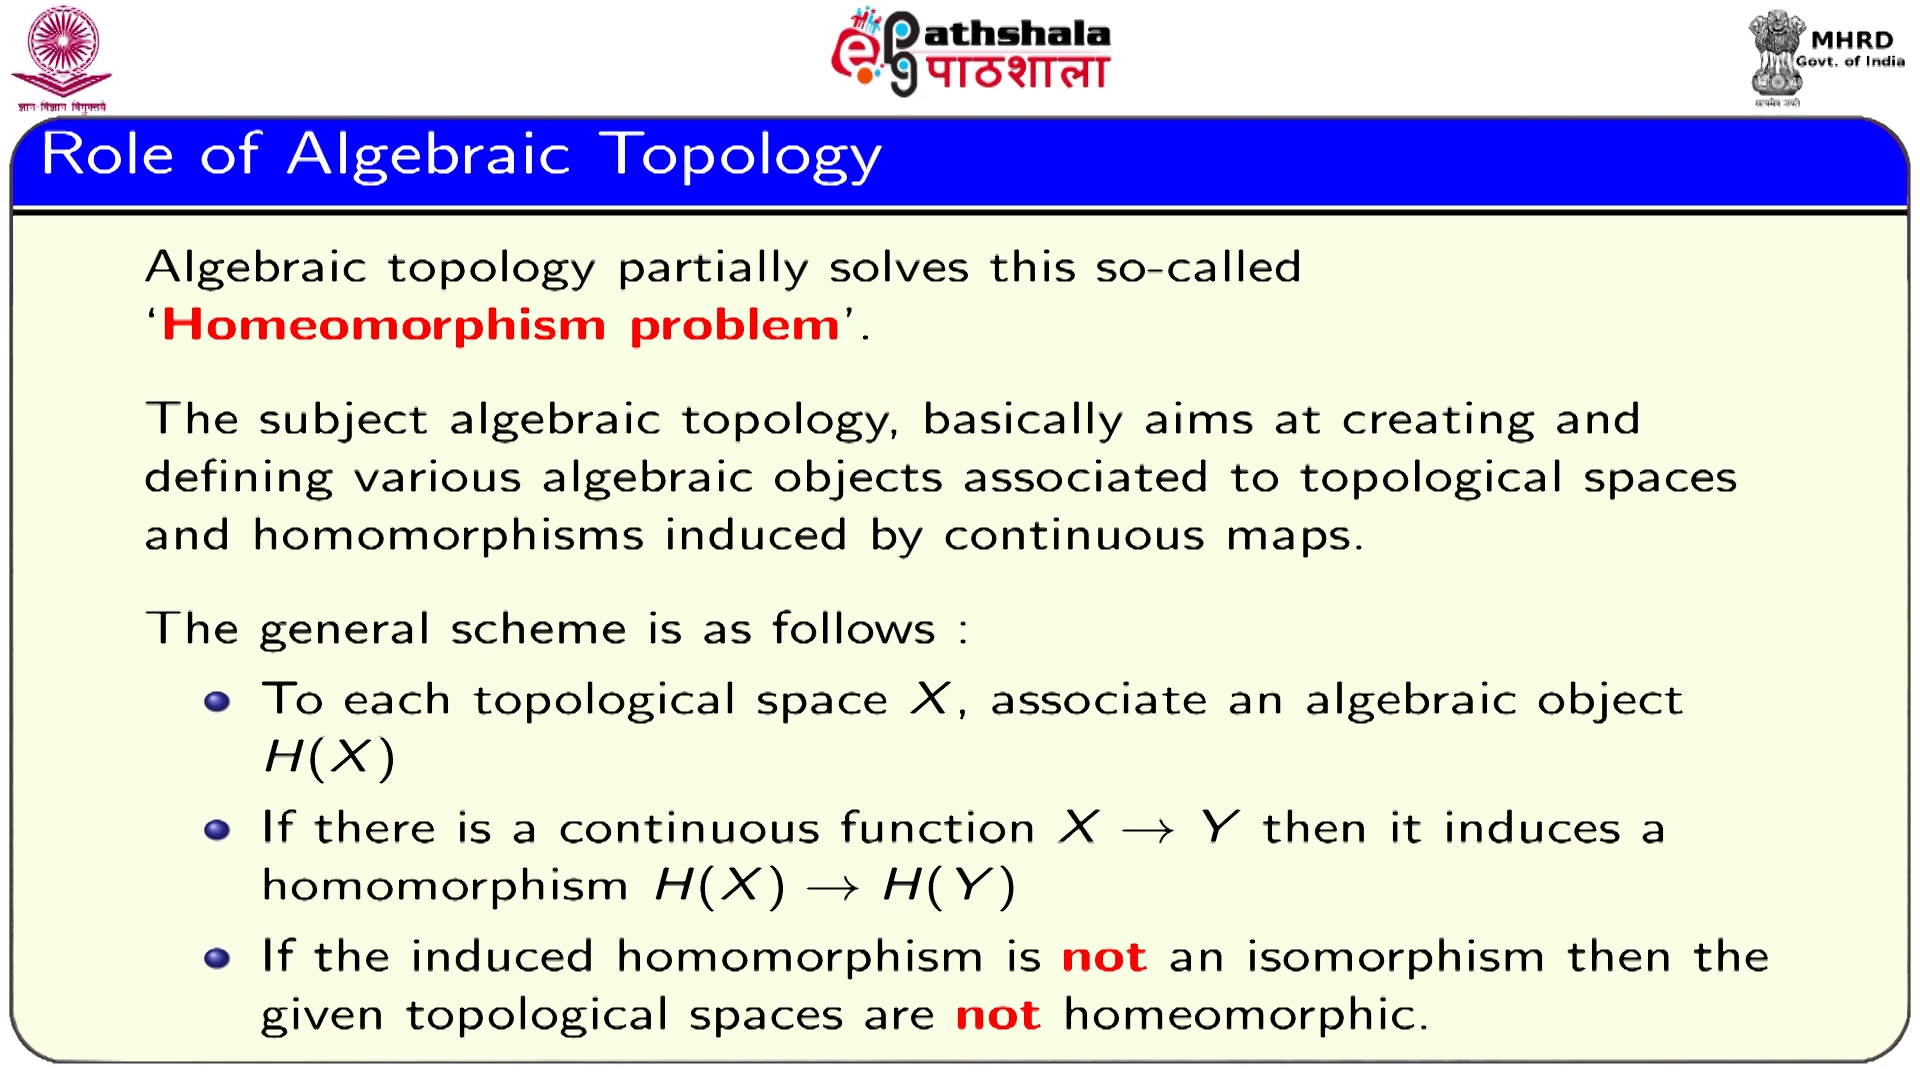 ज्ञान-विज्ञान विमुक्तये
Pathshala
पाठशाला
MHRD
Govt. of India
सत्यमेव जयते
Role of Algebraic Topology
Algebraic topology partially solves this so-called
‘Homeomorphism problem’.
The subject algebraic topology, basically aims at creating and
defining various algebraic objects associated to topological spaces
and homomorphisms induced by continuous maps.
The general scheme is as follows :
To each topological space X, associate an algebraic object
H(X)
If there is a continuous function X → Y then it induces a
homomorphism H(X) → H(Y)
If the induced homomorphism is not an isomorphism then the
given topological spaces are not homeomorphic.